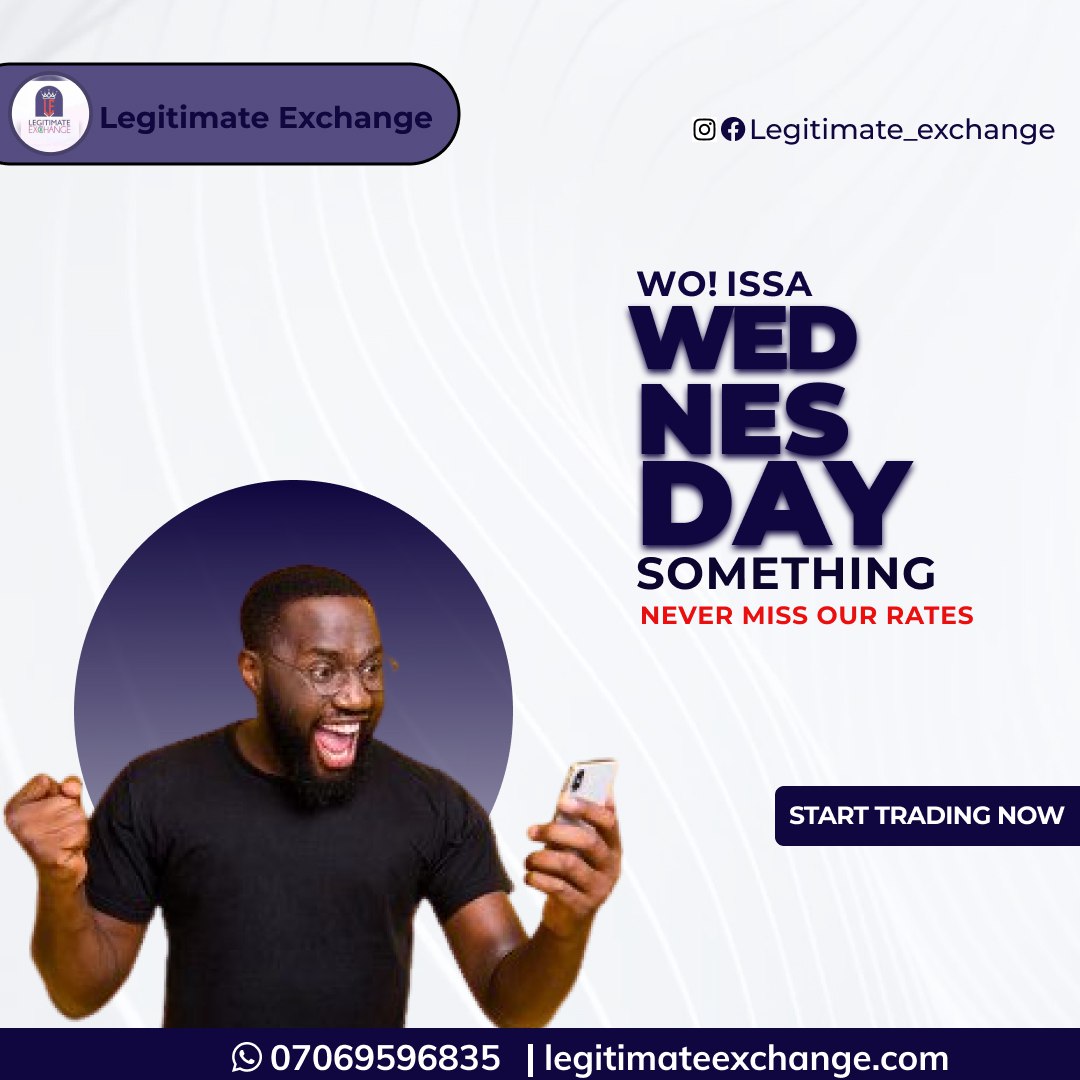 LEGITIMATE
EXCHANGE
Legitimate Exchange
Legitimate_exchange
WO! ISSA
WED
NES
DAY
SOMETHING
NEVER MISS OUR RATES
START TRADING NOW
07069596835 | legitimateexchange.com